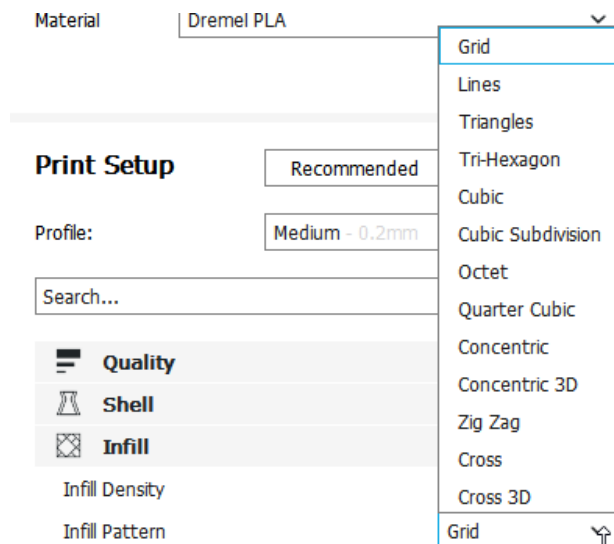 Material Dremel PLA
Grid
Lines
Triangles
Tri-Hexagon
Cubic
Cubic Subdivision
Octet
Quarter Cubic
Concentric
Concentric 3D
Zig Zag
Cross
Cross 3D
Print Setup Recommended
Profile: Medium - 0.2mm
Search...
Quality
Shell
Infill
Infill Density
Infill Pattern Grid